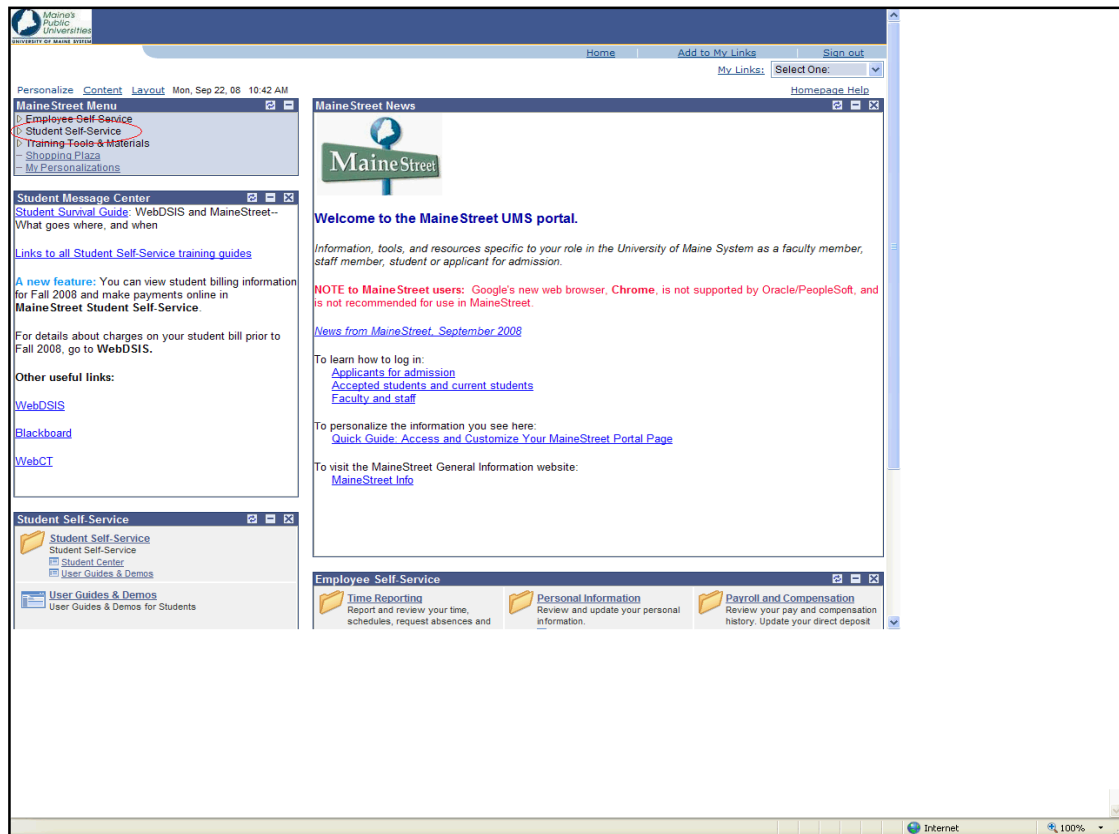 Maine's
Public
Universities
UNIVERSITY OF MAINE SYSTEM
Home Add to My Links Sign out
My Links: Select One:
Personalize Content Layout Mon, Sep 22, 08 10:42 AM Homepage Help
MaineStreet Menu
Employee Self-Service
Student Self-Service
Training Tools & Materials
Shopping Plaza
My Personalizations
Student Message Center
Student Survival Guide: WebDSIS and MaineStreet--
What goes where, and when
Links to all Student Self-Service training guides
A new feature: You can view student billing information
for Fall 2008 and make payments online in
MaineStreet Student Self-Service.
For details about charges on your student bill prior to
Fall 2008, go to WebDSIS.
Other useful links:
WebDSIS
Blackboard
WebCT
Student Self-Service
Student Self-Service
Student Self-Service
Student Center
User Guides & Demos
User Guides & Demos
User Guides & Demos for Students
MaineStreet News
MaineStreet
Welcome to the MaineStreet UMS portal.
Information, tools, and resources specific to your role in the University of Maine System as a faculty member,
staff member, student or applicant for admission.
NOTE to MaineStreet users: Google's new web browser, Chrome, is not supported by Oracle/PeopleSoft, and
is not recommended for use in MaineStreet.
News from MaineStreet, September 2008
To learn how to log in:
Applicants for admission
Accepted students and current students
Faculty and staff
To personalize the information you see here:
Quick Guide: Access and Customize Your MaineStreet Portal Page
To visit the MaineStreet General Information website:
MaineStreet Info
Employee Self-Service
Time Reporting
Report and review your time,
schedules, request absences and
Personal Information
Review and update your personal
information.
Payroll and Compensation
Review your pay and compensation
history. Update your direct deposit
Internet 100%